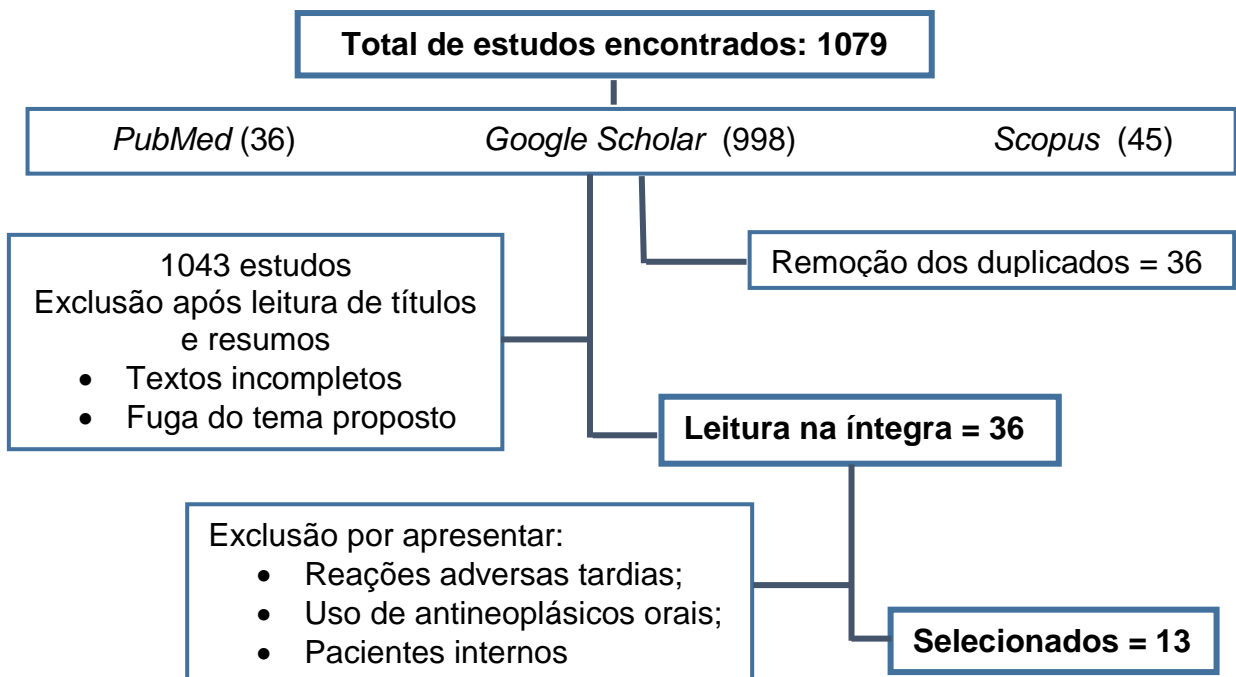 Total de estudos encontrados: 1079
PubMed (36) Google Scholar (998) Scopus (45)
1043 estudos
Exclusão após leitura de títulos
e resumos
• Textos incompletos
• Fuga do tema proposto
Remoção dos duplicados = 36
Leitura na íntegra = 36
Exclusão por apresentar:
• Reações adversas tardias;
• Uso de antineoplásicos orais;
• Pacientes internos
Selecionados = 13